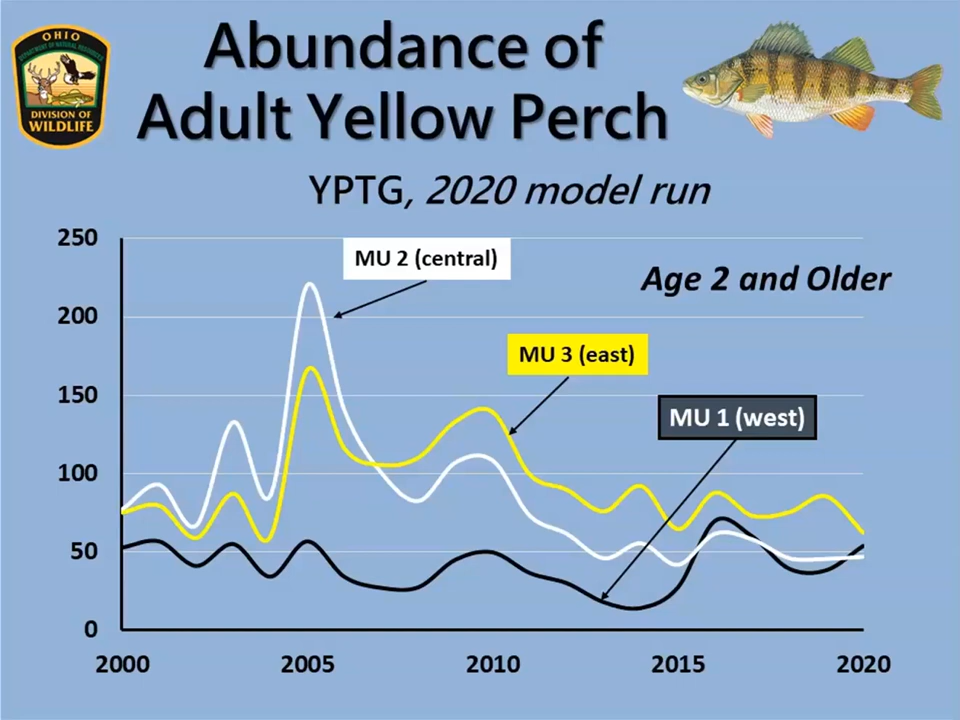 OHIO
DEPARTMENT OF NATURAL RESOURCES
DIVISION OF
WILDLIFE
Abundance of
Adult Yellow Perch
YPTG, 2020 model run
250
MU 2 (central)
Age 2 and Older
200
MU 3 (east)
150
MU 1 (west)
100
50
0
2000
2005
2010
2015
2020